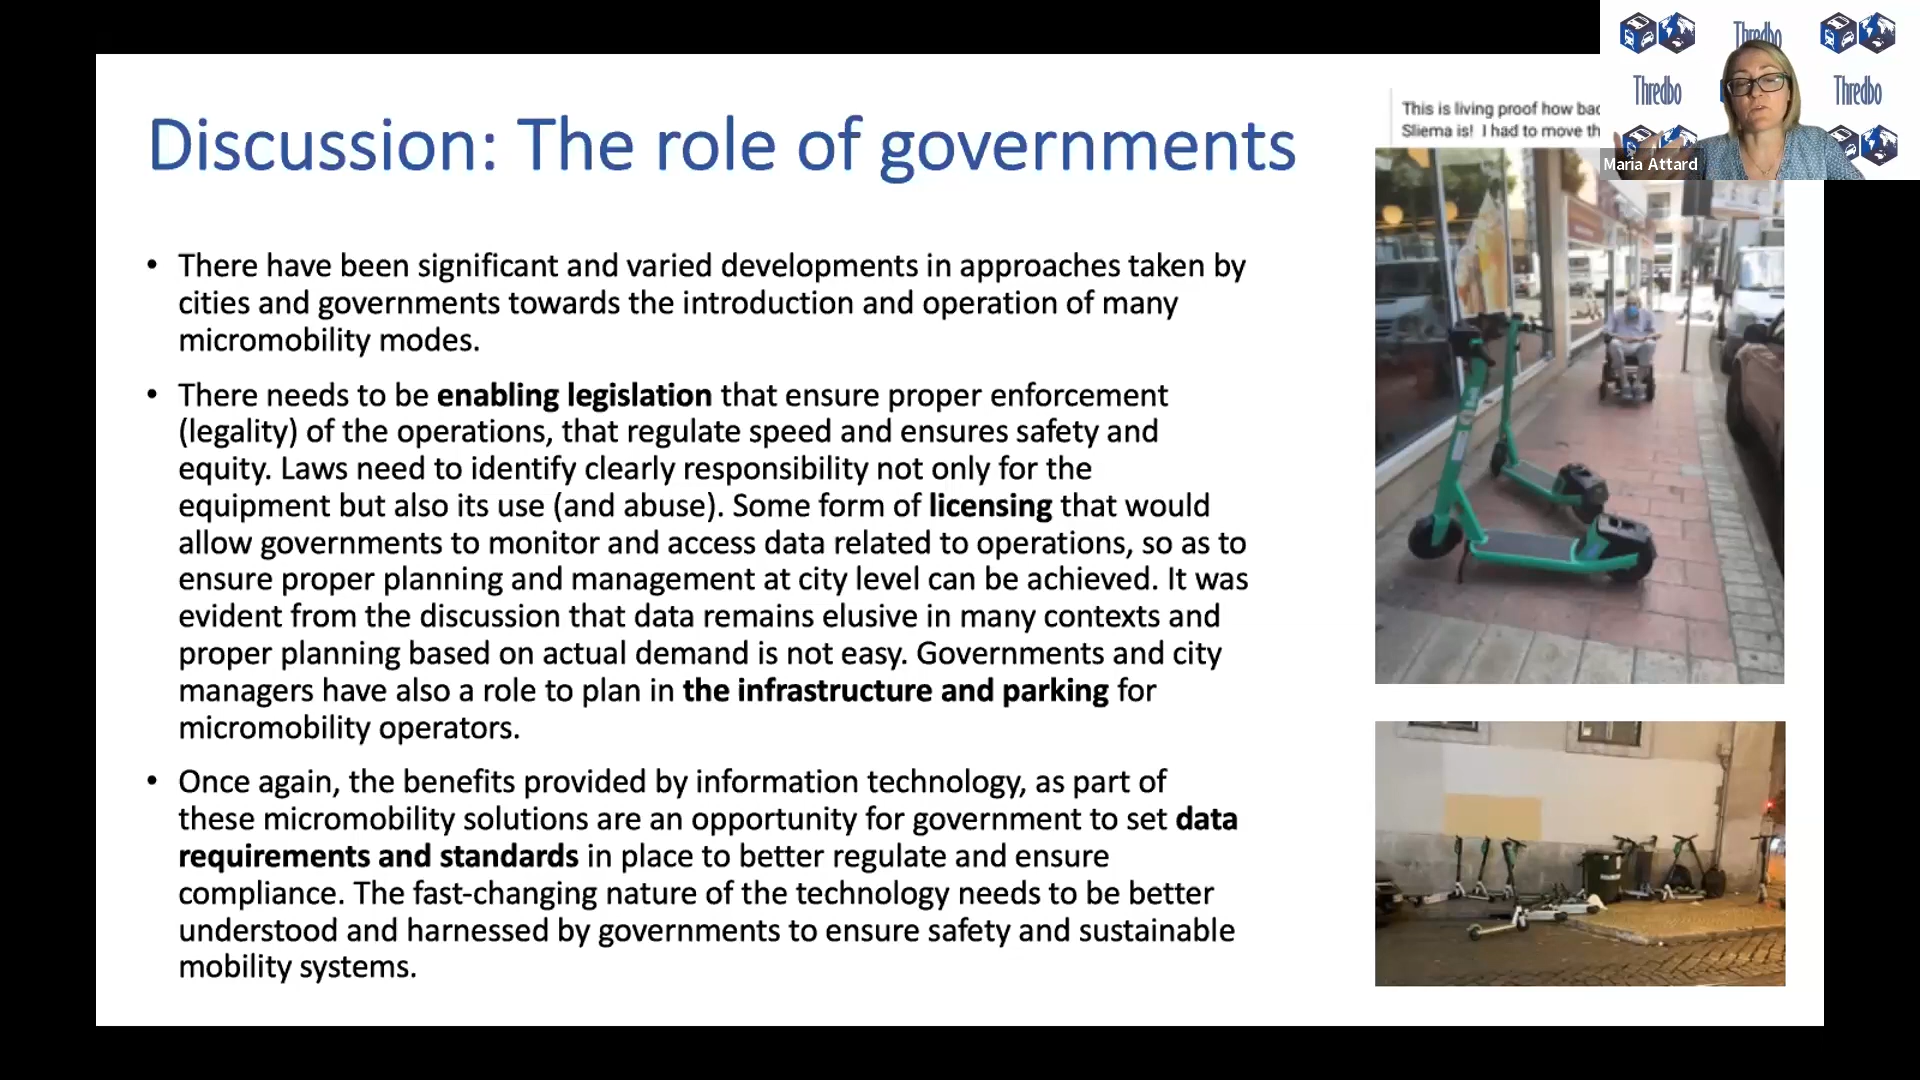 Discussion: The role of governments
• There have been significant and varied developments in approaches taken by
cities and governments towards the introduction and operation of many
micromobility modes.
• There needs to be enabling legislation that ensure proper enforcement
(legality) of the operations, that regulate speed and ensures safety and
equity. Laws need to identify clearly responsibility not only for the
equipment but also its use (and abuse). Some form of licensing that would
allow governments to monitor and access data related to operations, so as to
ensure proper planning and management at city level can be achieved. It was
evident from the discussion that data remains elusive in many contexts and
proper planning based on actual demand is not easy. Governments and city
managers have also a role to plan in the infrastructure and parking for
micromobility operators.
• Once again, the benefits provided by information technology, as part of
these micromobility solutions are an opportunity for government to set data
requirements and standards in place to better regulate and ensure
compliance. The fast-changing nature of the technology needs to be better
understood and harnessed by governments to ensure safety and sustainable
mobility systems.
This is living proof how
Sliema is! I had to move
Thredbo
Thredbo
Thredbo
Maria Attard